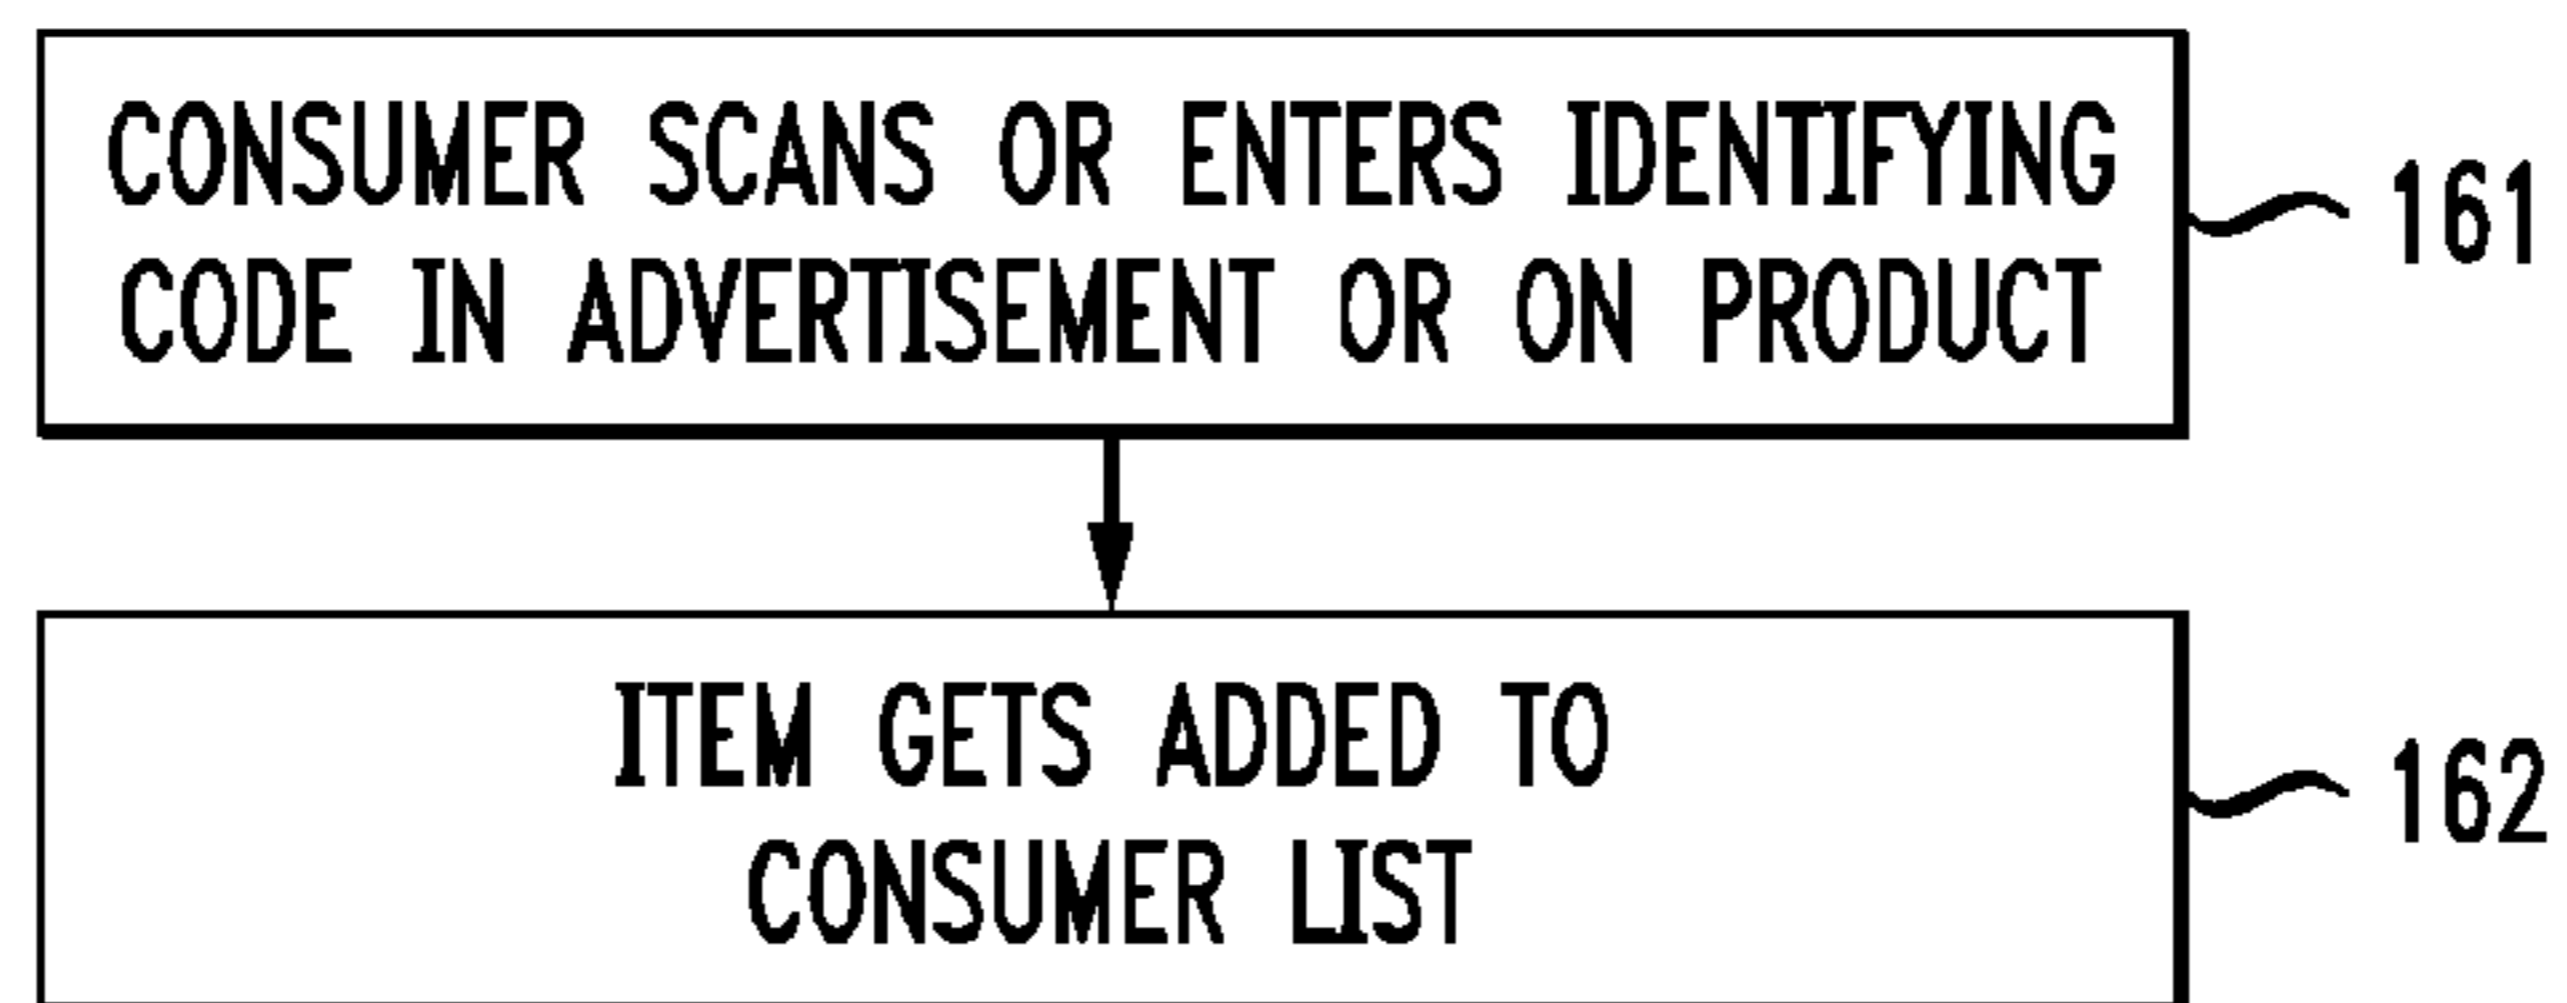 CONSUMER SCANS OR ENTERS IDENTIFYING
CODE IN ADVERTISEMENT OR ON PRODUCT
161
ITEM GETS ADDED TO
CONSUMER LIST
162